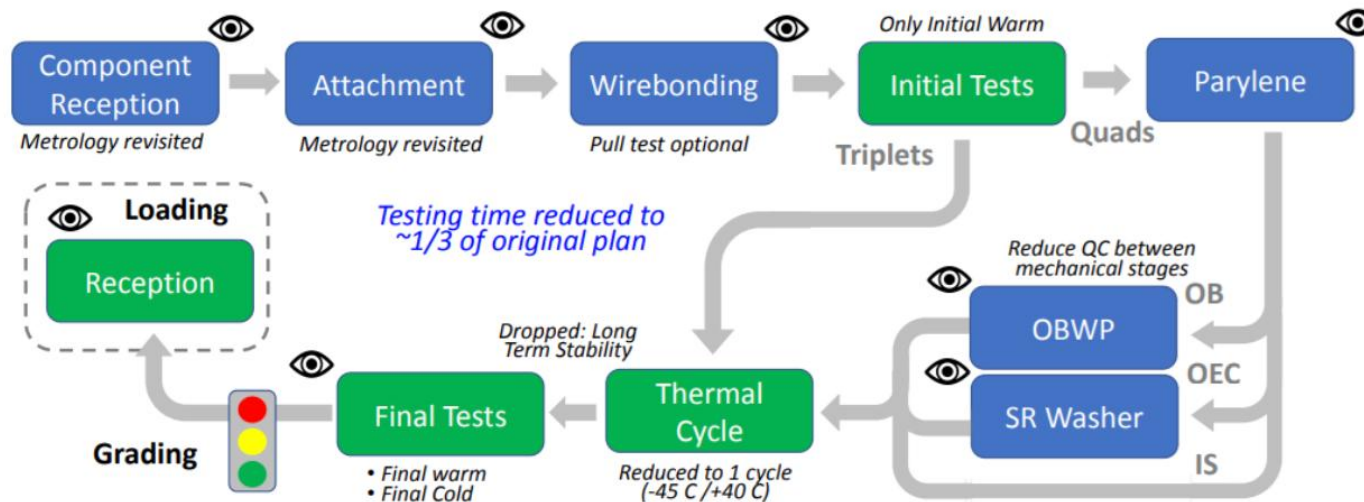 Component
Reception
Metrology revisited
Attachment
Metrology revisited
Wirebonding
Pull test optional
Only Initial Warm
Initial Tests
Parylene
Triplets
Quads
Loading
Reception
Testing time reduced to
~1/3 of original plan
Reduce QC between
mechanical stages
OB
OBWP
OEC
SR Washer
IS
Dropped: Long
Term Stability
Thermal
Cycle
Reduced to 1 cycle
(-45 C /+40 C)
Final Tests
• Final warm
• Final Cold
Grading